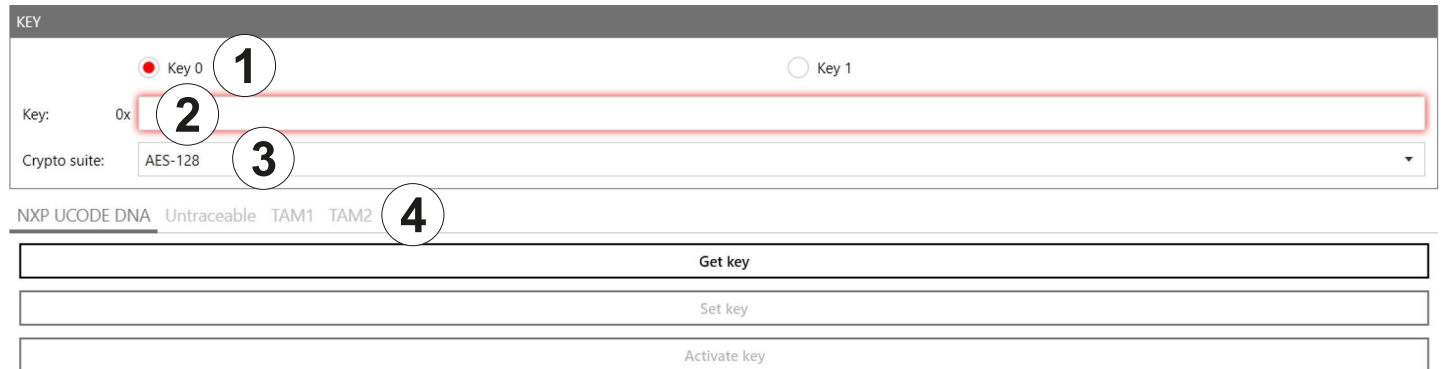 KEY
Key 0 1 Key 1
Key: 0x 2
Crypto suite: AES-128 3
NXP UCODE DNA Untraceable TAM1 TAM2 4
Get key
Set key
Activate key